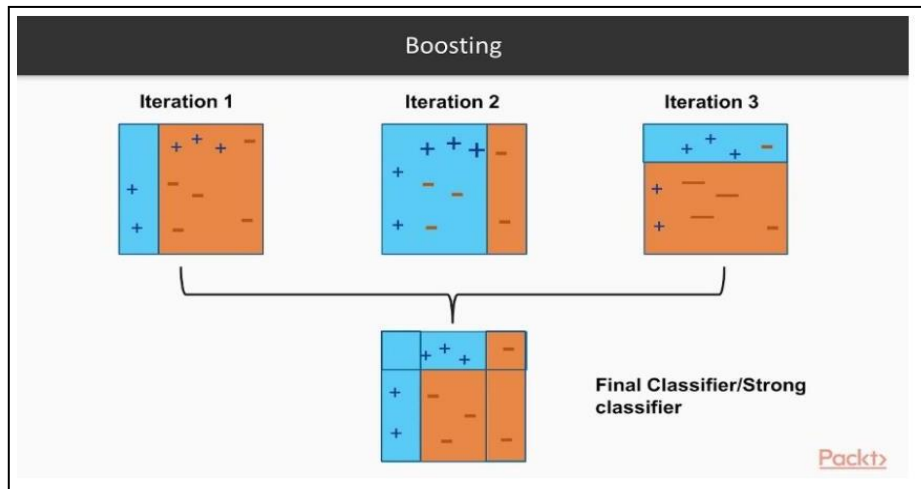 Boosting
Iteration 1
Iteration 2
Iteration 3
Final Classifier/Strong
classifier
Packt>